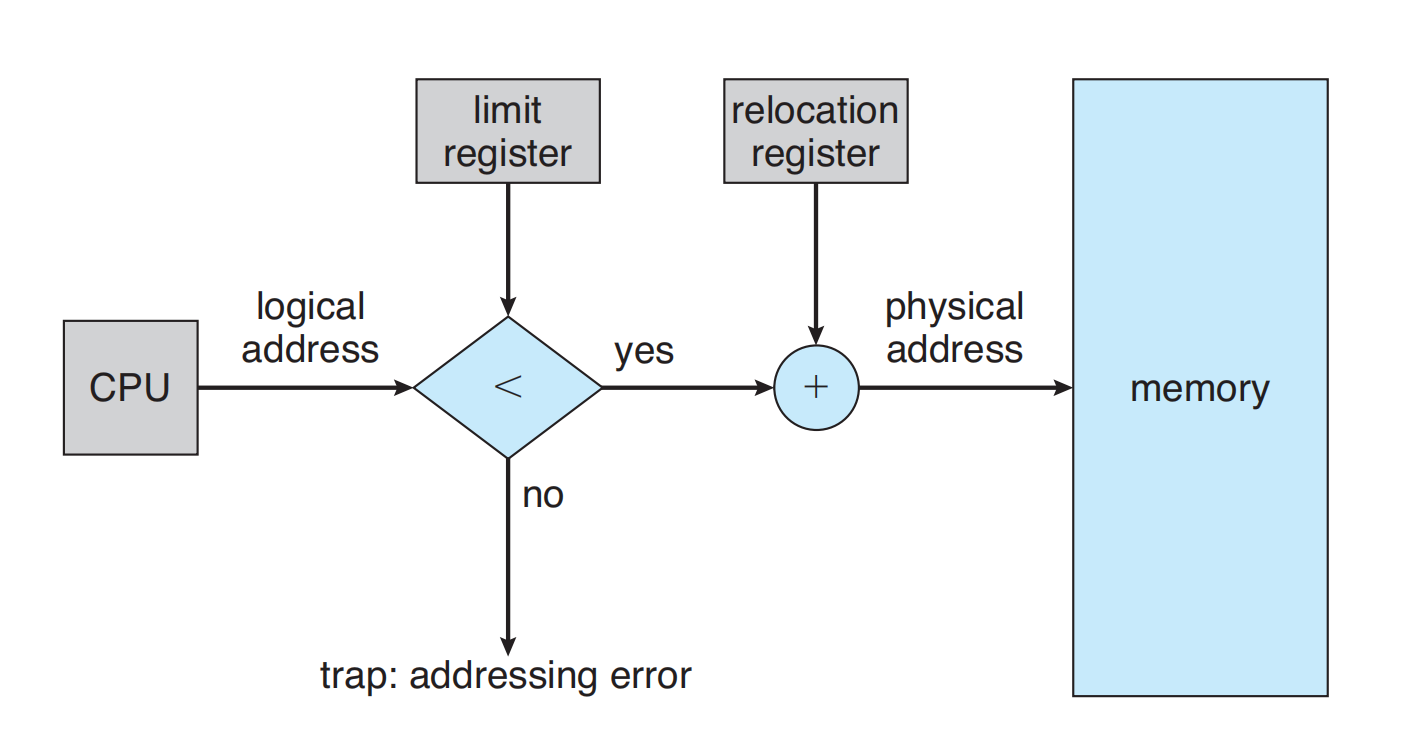 limit
register
relocation
register
logical
address
yes
physical
address
CPU
<
+
memory
no
trap: addressing error